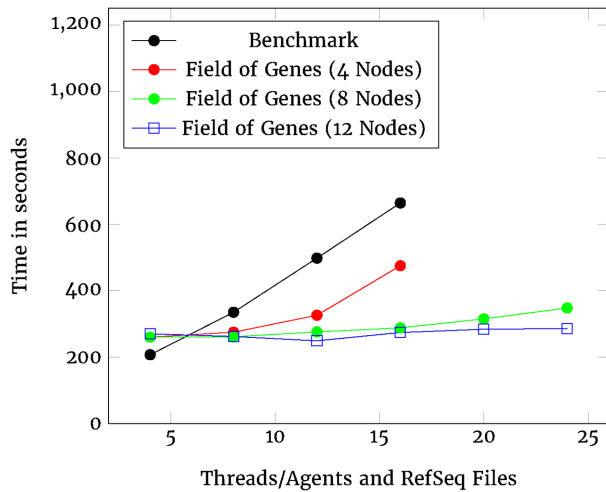 1,200
1,000
800
600
400
200
0
Time in seconds
Benchmark
Field of Genes (4 Nodes)
Field of Genes (8 Nodes)
Field of Genes (12 Nodes)
5 10 15 20 25
Threads/Agents and RefSeq Files